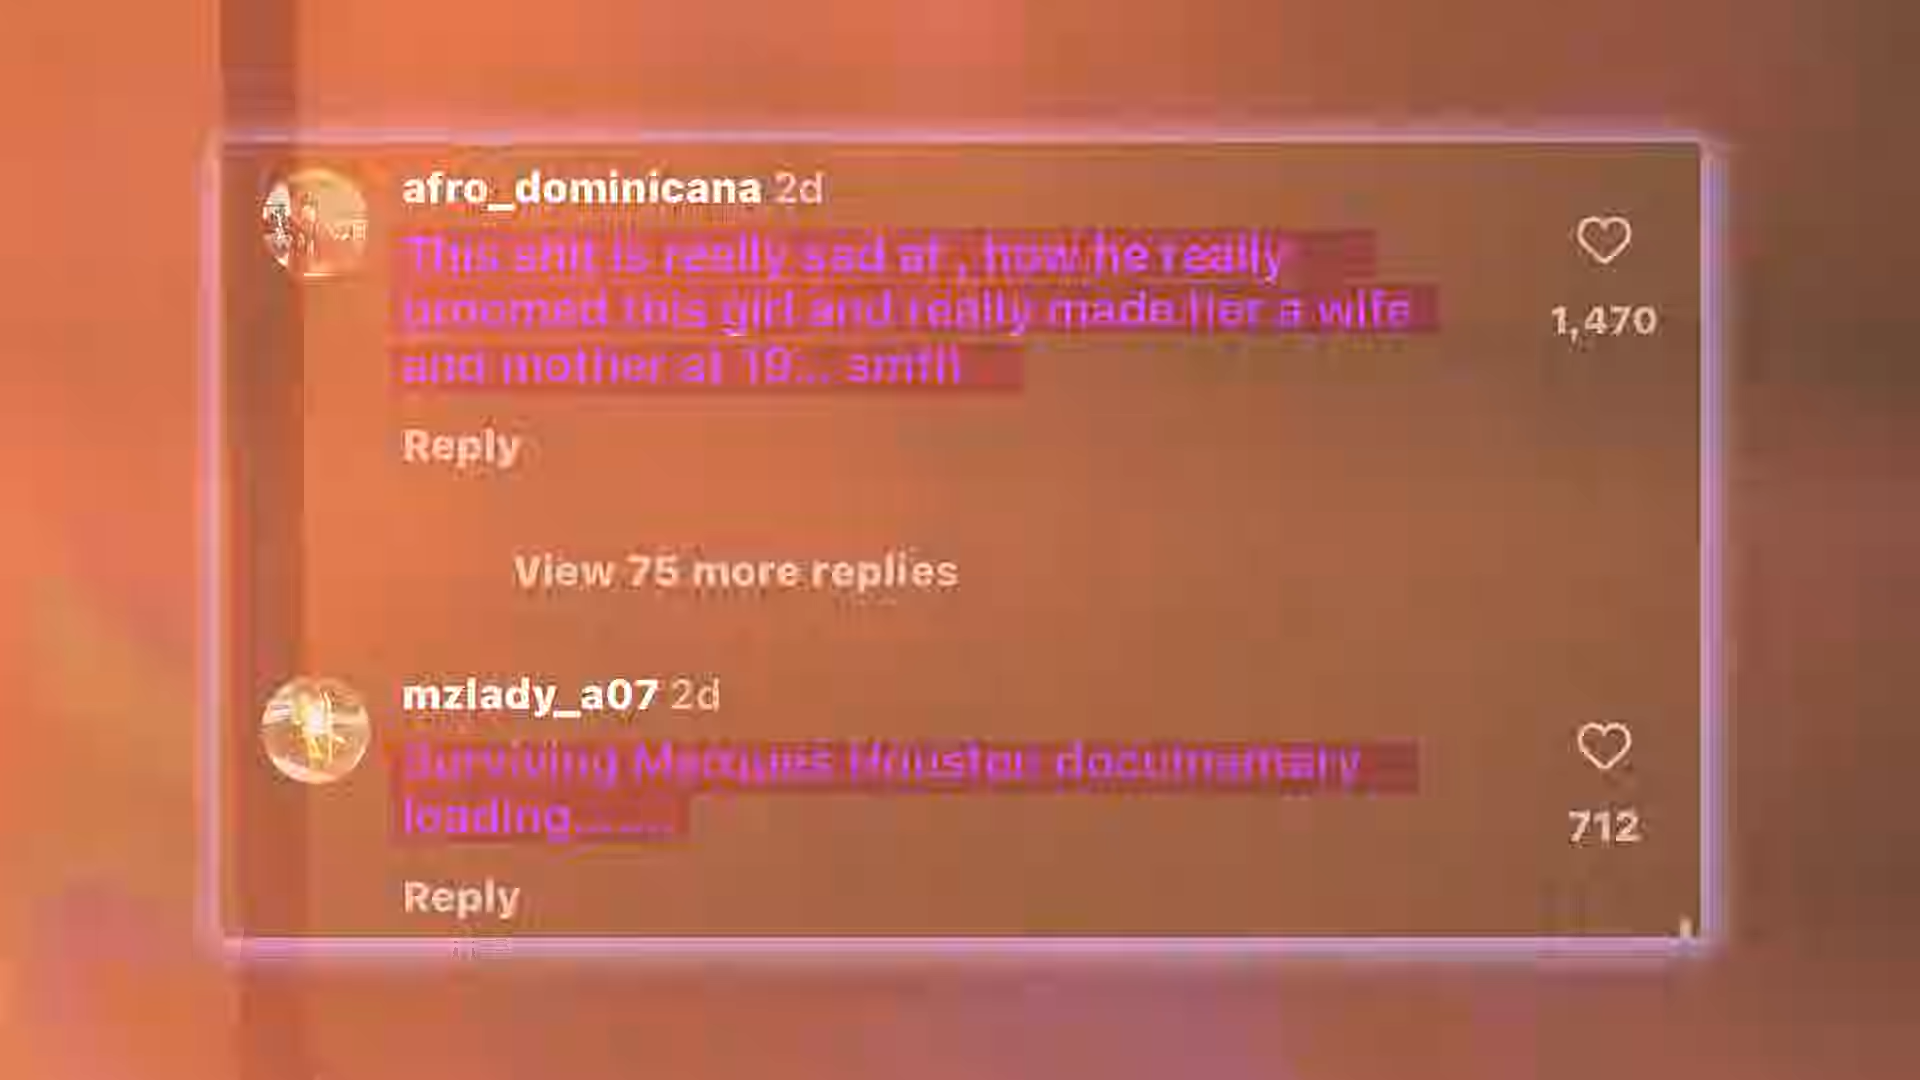 afro_dominicana 2d
This shit is really sad af , how he really
groomed this girl and really made her a wife
and mother at 19... smfh
1,470
Reply
View 75 more replies
mzlady_a07 2d
Surviving Marques Houston documentary
loading.......
712
Reply